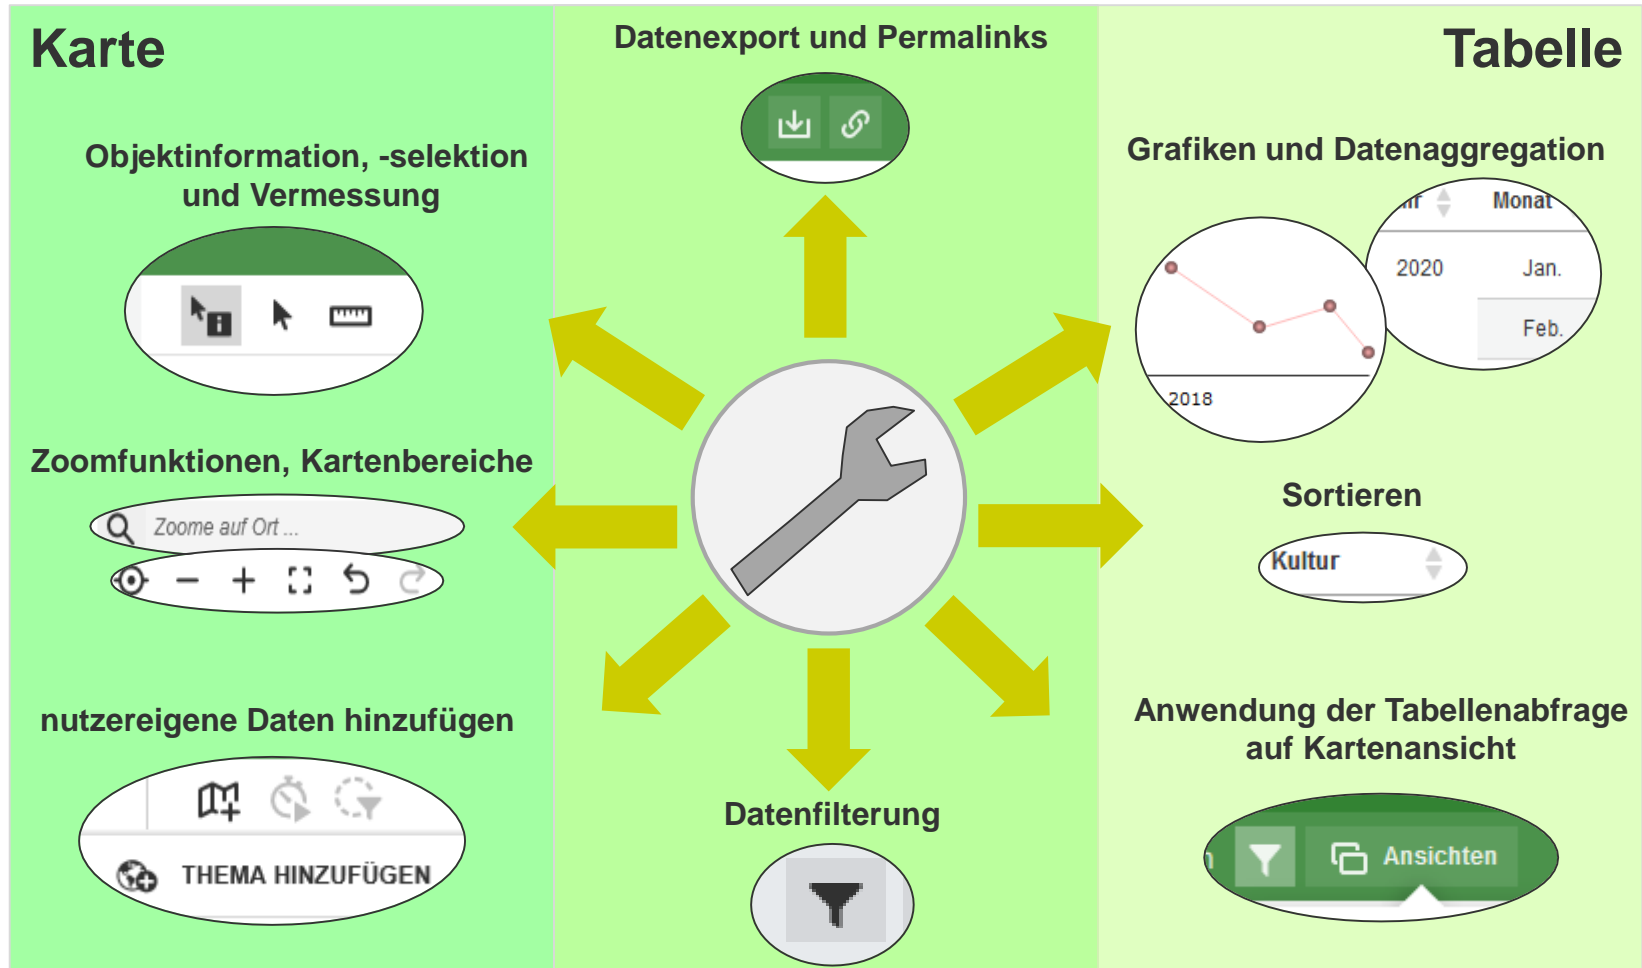 Karte
Objektinformation, -selektion
und Vermessung
Zoomfunktionen, Kartenbereiche
Zoome auf Ort ...
nutzereigene Daten hinzufügen
THEMA HINZUFÜGEN
Datenexport und Permalinks
Datenfilterung
Tabelle
Grafiken und Datenaggregation
Monat
2020 Jan.
Feb.
2018
Sortieren
Kultur
Anwendung der Tabellenabfrage
auf Kartenansicht
Ansichten